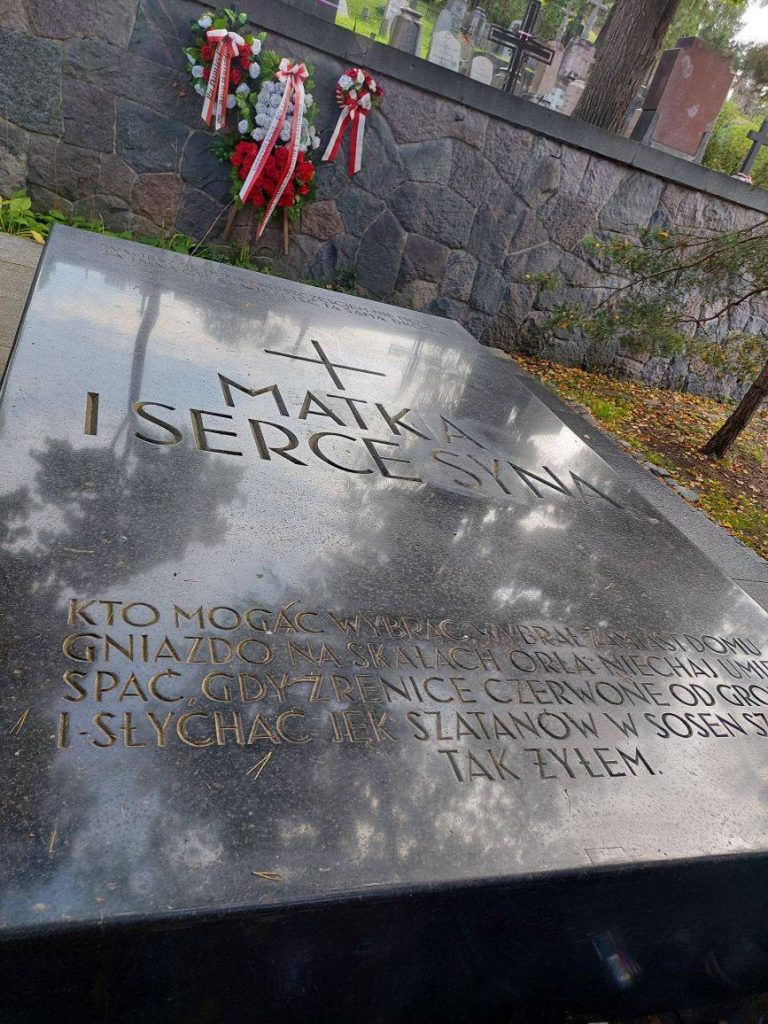 MATKA
I SERCE SYNA
KTO MOGĄC WYBRAĆ, WYBRAŁ ZAMIAST DOMU
GNIAZDO NA SKAŁACH ORŁA: NIECHAJ UMIE
SPAĆ, GDY ŹRENICE CZERWONE OD
I SŁYCHAĆ JĘK SZATANÓW W SOSEN
TAK ŻYŁEM.